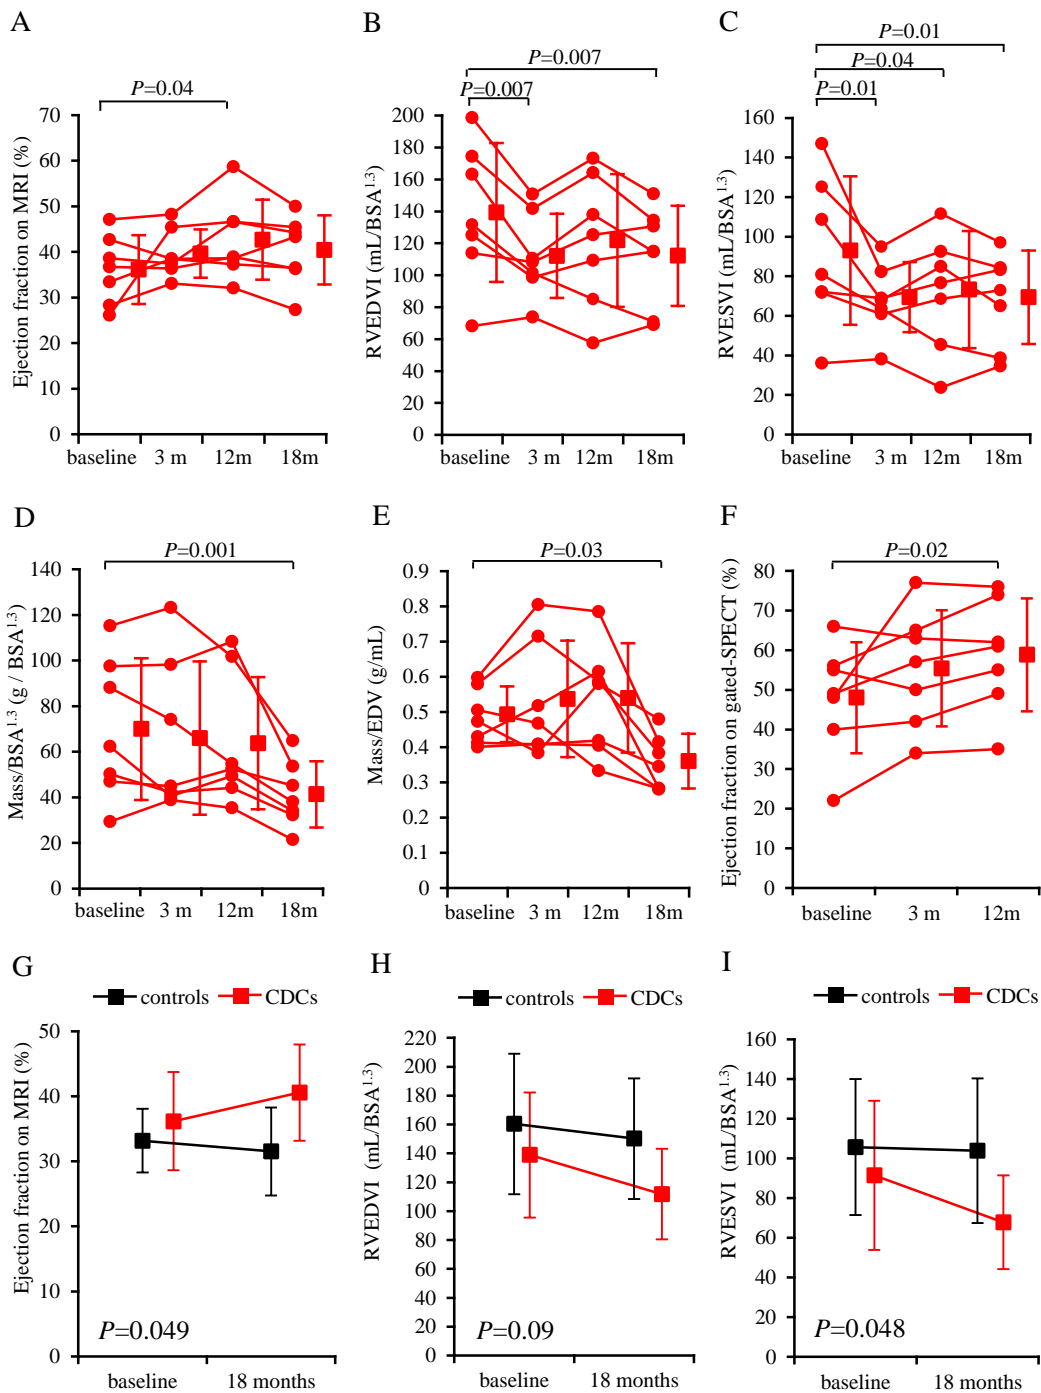 A
P=0.04
Ejection fraction on MRI (%)
70
60
50
40
30
20
10
0
baseline 3 m 12m 18m
B
P=0.007
P=0.007
RVEDVI (mL/BSA1.3)
200
180
160
140
120
100
80
60
40
20
0
baseline 3 m 12m 18m
C
P=0.01
P=0.04
P=0.01
RVESVI (mL/BSA1.3)
160
140
120
100
80
60
40
20
0
baseline 3 m 12m 18m
D
P=0.001
Mass/BSA1.3 (g / BSA1.3)
140
120
100
80
60
40
20
0
baseline 3 m 12m 18m
E
P=0.03
Mass/EDV (g/mL)
0.9
0.8
0.7
0.6
0.5
0.4
0.3
0.2
0.1
0
baseline 3 m 12m 18m
F
P=0.02
Ejection fraction on gated-SPECT (%)
80
70
60
50
40
30
20
10
0
baseline 3 m 12m
G
controls CDCs
Ejection fraction on MRI (%)
50
40
30
20
10
0
P=0.049
baseline 18 months
H
controls CDCs
RVEDVI (mL/BSA1.3)
220
200
180
160
140
120
100
80
60
40
20
0
P=0.09
baseline 18 months
I
controls CDCs
RVESVI (mL/BSA1.3)
160
140
120
100
80
60
40
20
0
P=0.048
baseline 18 months